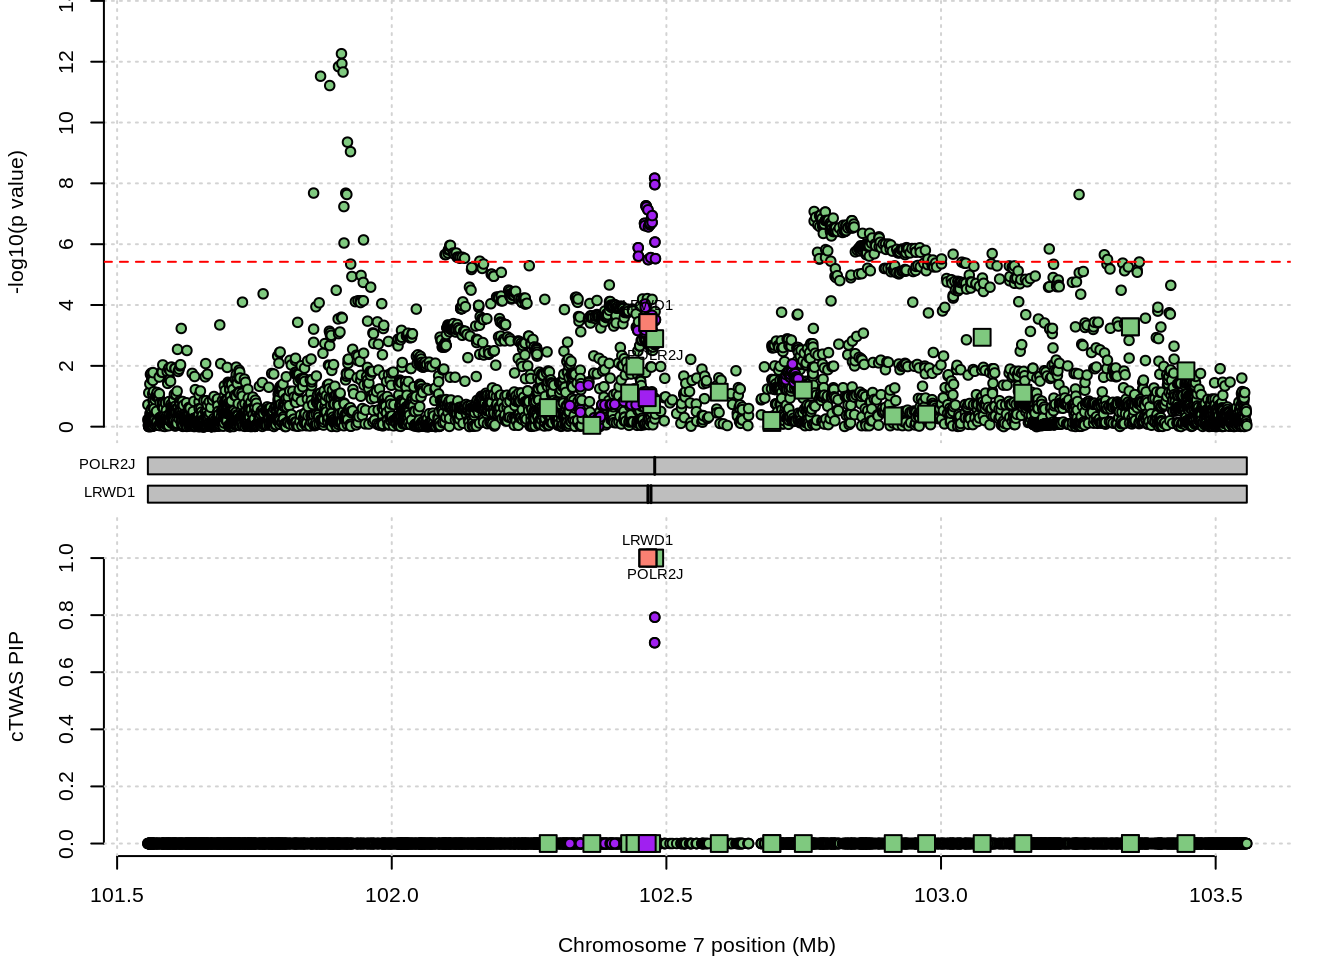 12
10
8
6
4
2
0
-log10(p value)
LRWD1
POLR2J
POLR2J
LRWD1
1.0
0.8
0.6
0.4
0.2
0.0
cTWAS PIP
LRWD1
POLR2J
101.5 102.0 102.5 103.0 103.5
Chromosome 7 position (Mb)